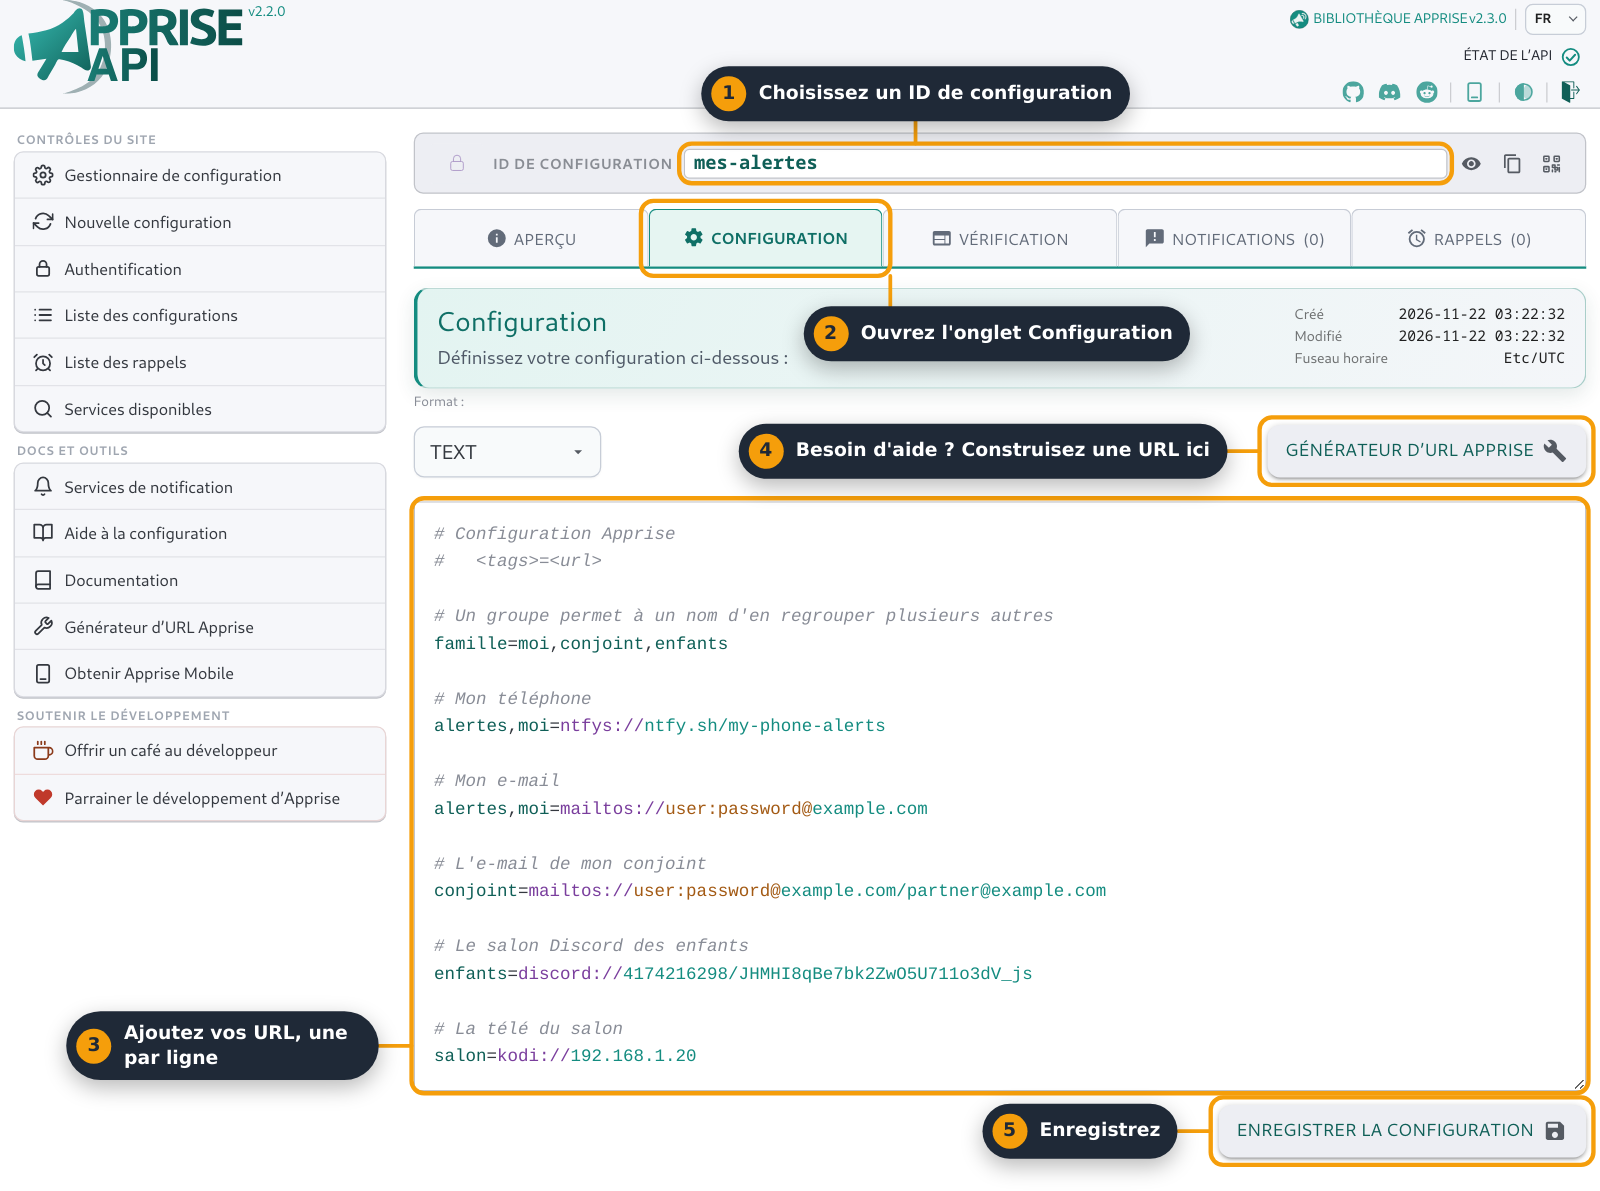 APPRISE API v2.2.0
BIBLIOTHÈQUE APPRISE v2.3.0
FR
ÉTAT DE L'API
1 Choisissez un ID de configuration
CONTRÔLES DU SITE
Gestionnaire de configuration
Nouvelle configuration
Authentification
Liste des configurations
Liste des rappels
Services disponibles
DOCS ET OUTILS
Services de notification
Aide à la configuration
Documentation
Générateur d’URL Apprise
Obtenir Apprise Mobile
SOUTENIR LE DÉVELOPPEMENT
Offrir un café au développeur
Parrainer le développement d’Apprise
ID DE CONFIGURATION mes-alertes
APERÇU
CONFIGURATION
VÉRIFICATION
NOTIFICATIONS (0)
RAPPELS (0)
Configuration
Définissez votre configuration ci-dessous :
2 Ouvrez l'onglet Configuration
Créé 2026-11-22 03:22:32
Modifié 2026-11-22 03:22:32
Fuseau horaire Etc/UTC
Format :
TEXT
4 Besoin d'aide ? Construisez une URL ici
GÉNÉRATEUR D’URL APPRISE
# Configuration Apprise
#   <tags>=<url>
# Un groupe permet à un nom d'en regrouper plusieurs autres
famille=moi,conjoint,enfants
# Mon téléphone
alertes,moi=ntfys://ntfy.sh/my-phone-alerts
# Mon e-mail
alertes,moi=mailtos://user:password@example.com
# L'e-mail de mon conjoint
conjoint=mailtos://user:password@example.com/partner@example.com
# Le salon Discord des enfants
enfants=discord://4174216298/JHMHI8qBe7bk2ZwO5U711o3dV_js
# La télé du salon
salon=kodi://192.168.1.20
3 Ajoutez vos URL, une
par ligne
5 Enregistrez
ENREGISTRER LA CONFIGURATION